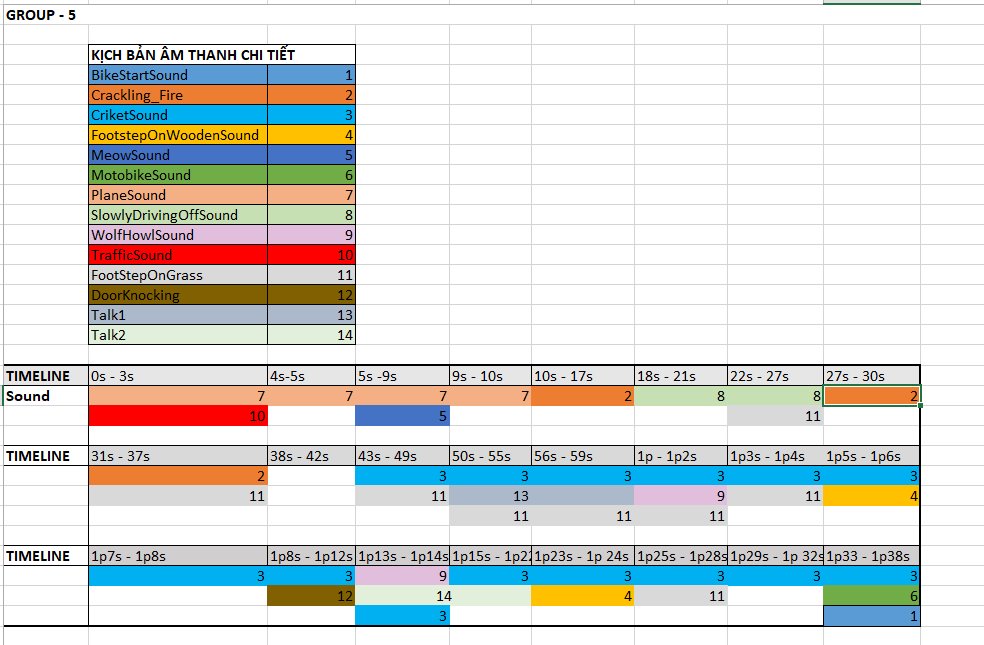 GROUP - 5
KỊCH BẢN ÂM THANH CHI TIẾT
BikeStartSound 1
Crackling_Fire 2
CriketSound 3
FootstepOnWoodenSound 4
MeowSound 5
MotobikeSound 6
PlaneSound 7
SlowlyDrivingOffSound 8
WolfHowlSound 9
TrafficSound 10
FootStepOnGrass 11
DoorKnocking 12
Talk1 13
Talk2 14
TIMELINE 0s - 3s 4s-5s 5s -9s 9s - 10s 10s - 17s 18s - 21s 22s - 27s 27s - 30s
Sound 7 7 7 7 2 8 8 2
10 5 11
TIMELINE 31s - 37s 38s - 42s 43s - 49s 50s - 55s 56s - 59s 1p - 1p2s 1p3s - 1p4s 1p5s - 1p6s
2 3 3 3 3 3 3
11 11 13 9 11 4
11 11 11
TIMELINE 1p7s - 1p8s 1p8s - 1p12s 1p13s - 1p14s 1p15s - 1p22 1p23s - 1p 24s 1p25s - 1p28s 1p29s - 1p 32s 1p33 - 1p38s
3 3 9 3 3 3 3 3
12 14 4 11 6
3 1